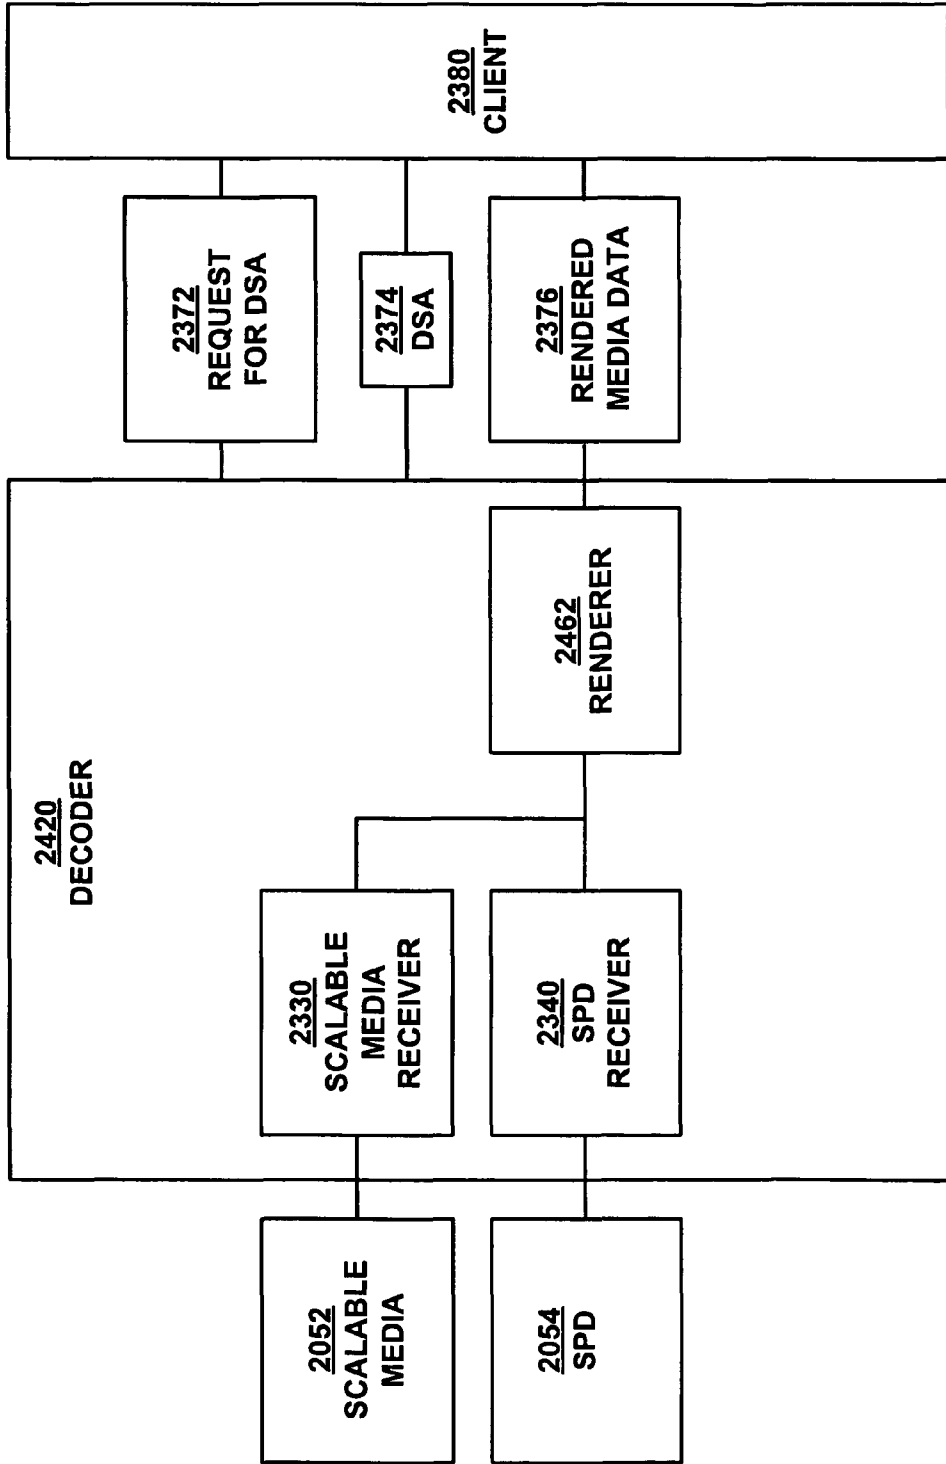 2380
CLIENT
2372
REQUEST
FOR DSA
2374
DSA
2376
RENDERED
MEDIA DATA
2420
DECODER
2462
RENDERER
2330
SCALABLE
MEDIA
RECEIVER
2340
SPD
RECEIVER
2052
SCALABLE
MEDIA
2054
SPD